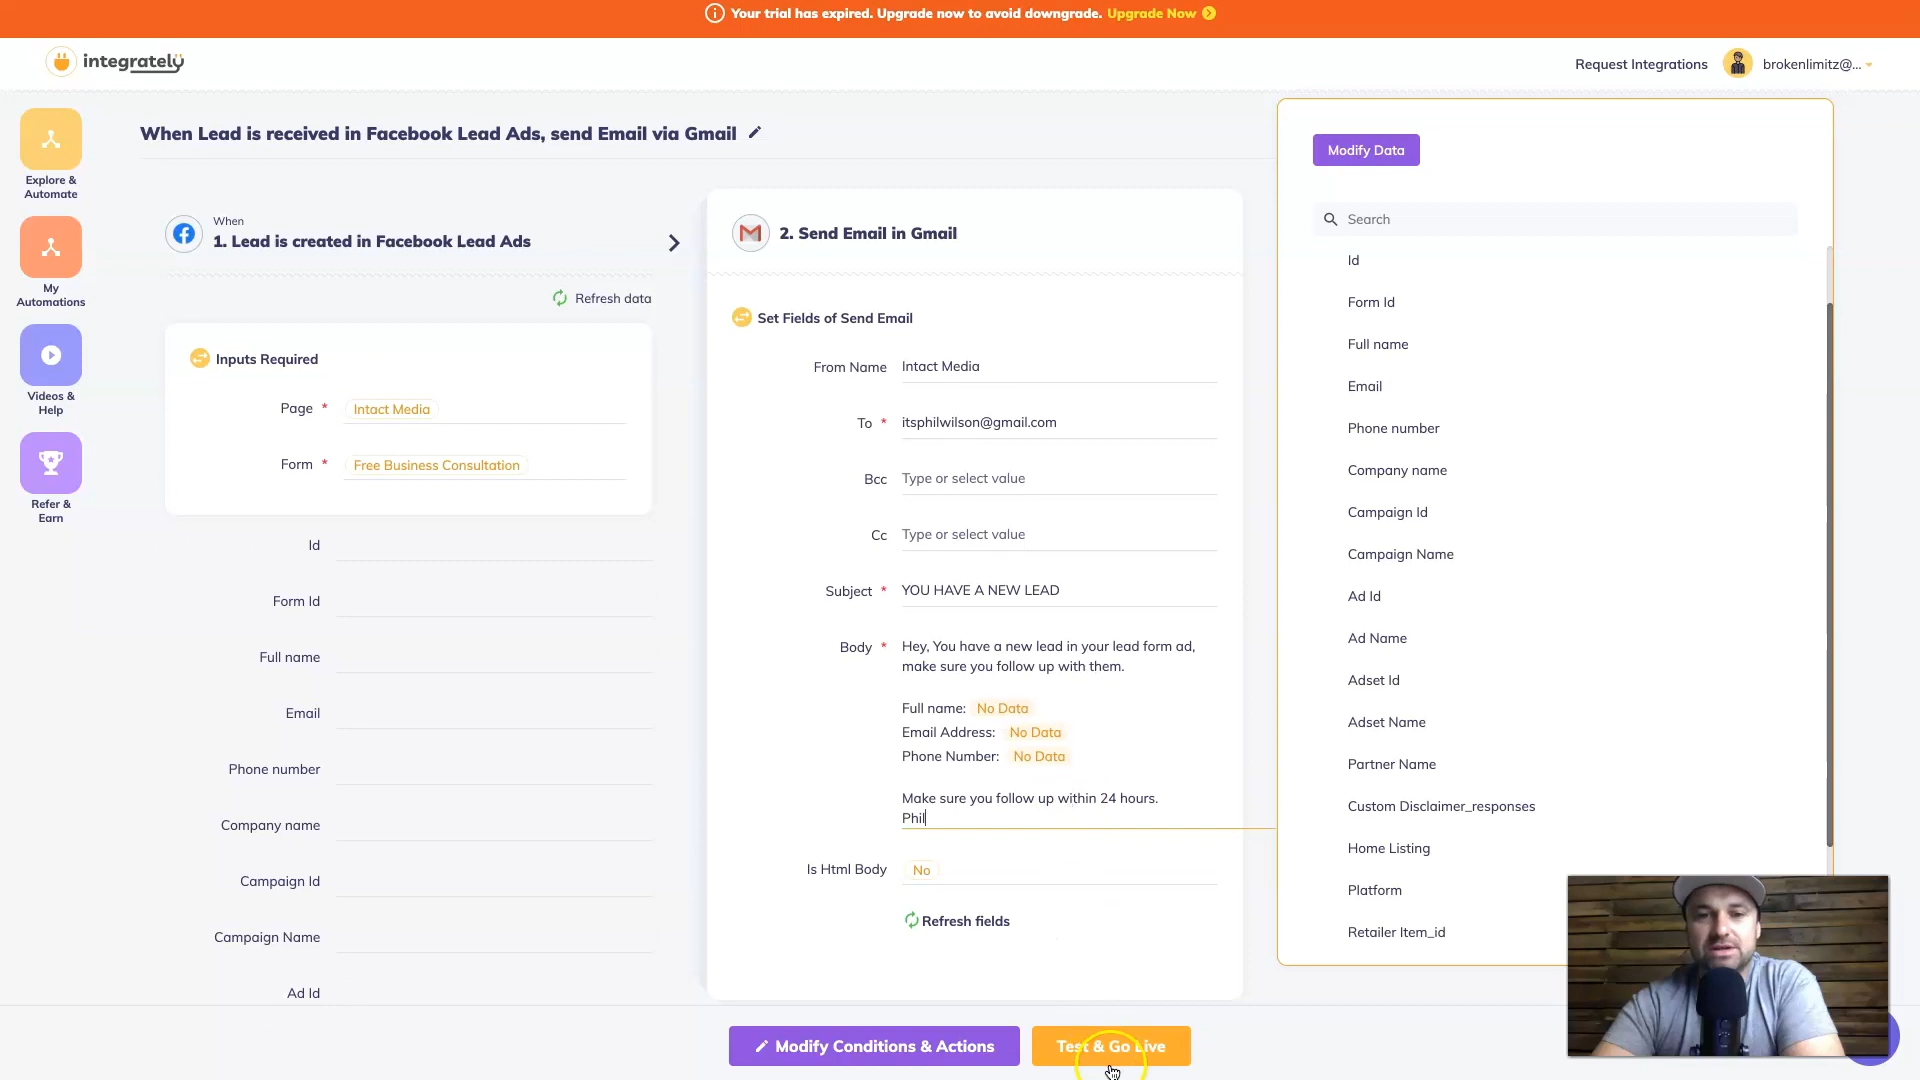 Your trial has expired. Upgrade now to avoid downgrade. Upgrade Now
integrately
Request Integrations
brokenlimitz@...
Explore &
Automate
My
Automations
Videos &
Help
Refer &
Earn
When Lead is received in Facebook Lead Ads, send Email via Gmail
When
1. Lead is created in Facebook Lead Ads
Refresh data
Inputs Required
Page * Intact Media
Form * Free Business Consultation
Id
Form Id
Full name
Email
Phone number
Company name
Campaign Id
Campaign Name
Ad Id
2. Send Email in Gmail
Set Fields of Send Email
From Name Intact Media
To * itsphilwilson@gmail.com
Bcc Type or select value
Cc Type or select value
Subject * YOU HAVE A NEW LEAD
Body * Hey, You have a new lead in your lead form ad,
make sure you follow up with them.
Full name: No Data
Email Address: No Data
Phone Number: No Data
Make sure you follow up within 24 hours.
Phil
Is Html Body No
Refresh fields
Modify Data
Search
Id
Form Id
Full name
Email
Phone number
Company name
Campaign Id
Campaign Name
Ad Id
Ad Name
Adset Id
Adset Name
Partner Name
Custom Disclaimer_responses
Home Listing
Platform
Retailer Item_id
Modify Conditions & Actions
Test & Go Live